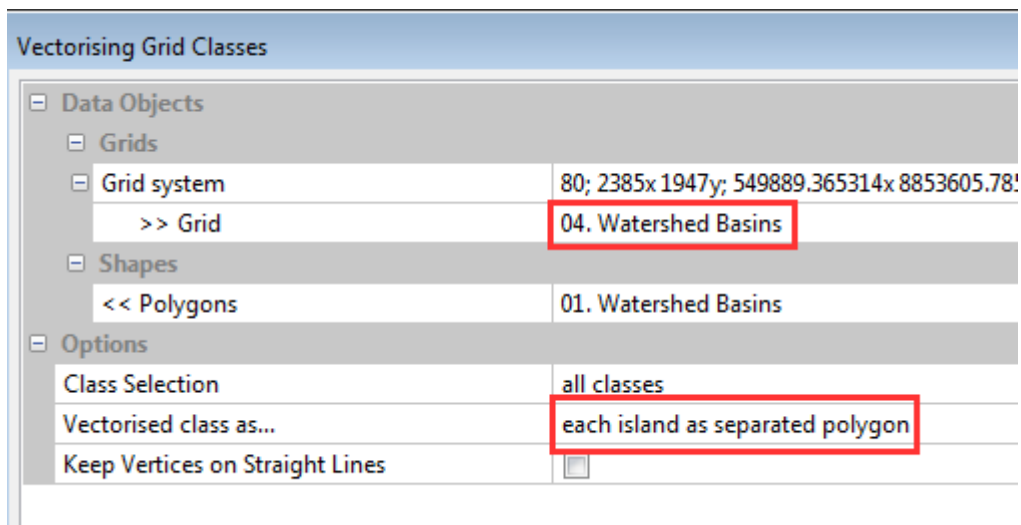 Vectorising Grid Classes
Data Objects
Grids
Grid system 80; 2385x 1947y; 549889.365314x 8853605.785
>> Grid 04. Watershed Basins
Shapes
<< Polygons 01. Watershed Basins
Options
Class Selection all classes
Vectorised class as... each island as separated polygon
Keep Vertices on Straight Lines